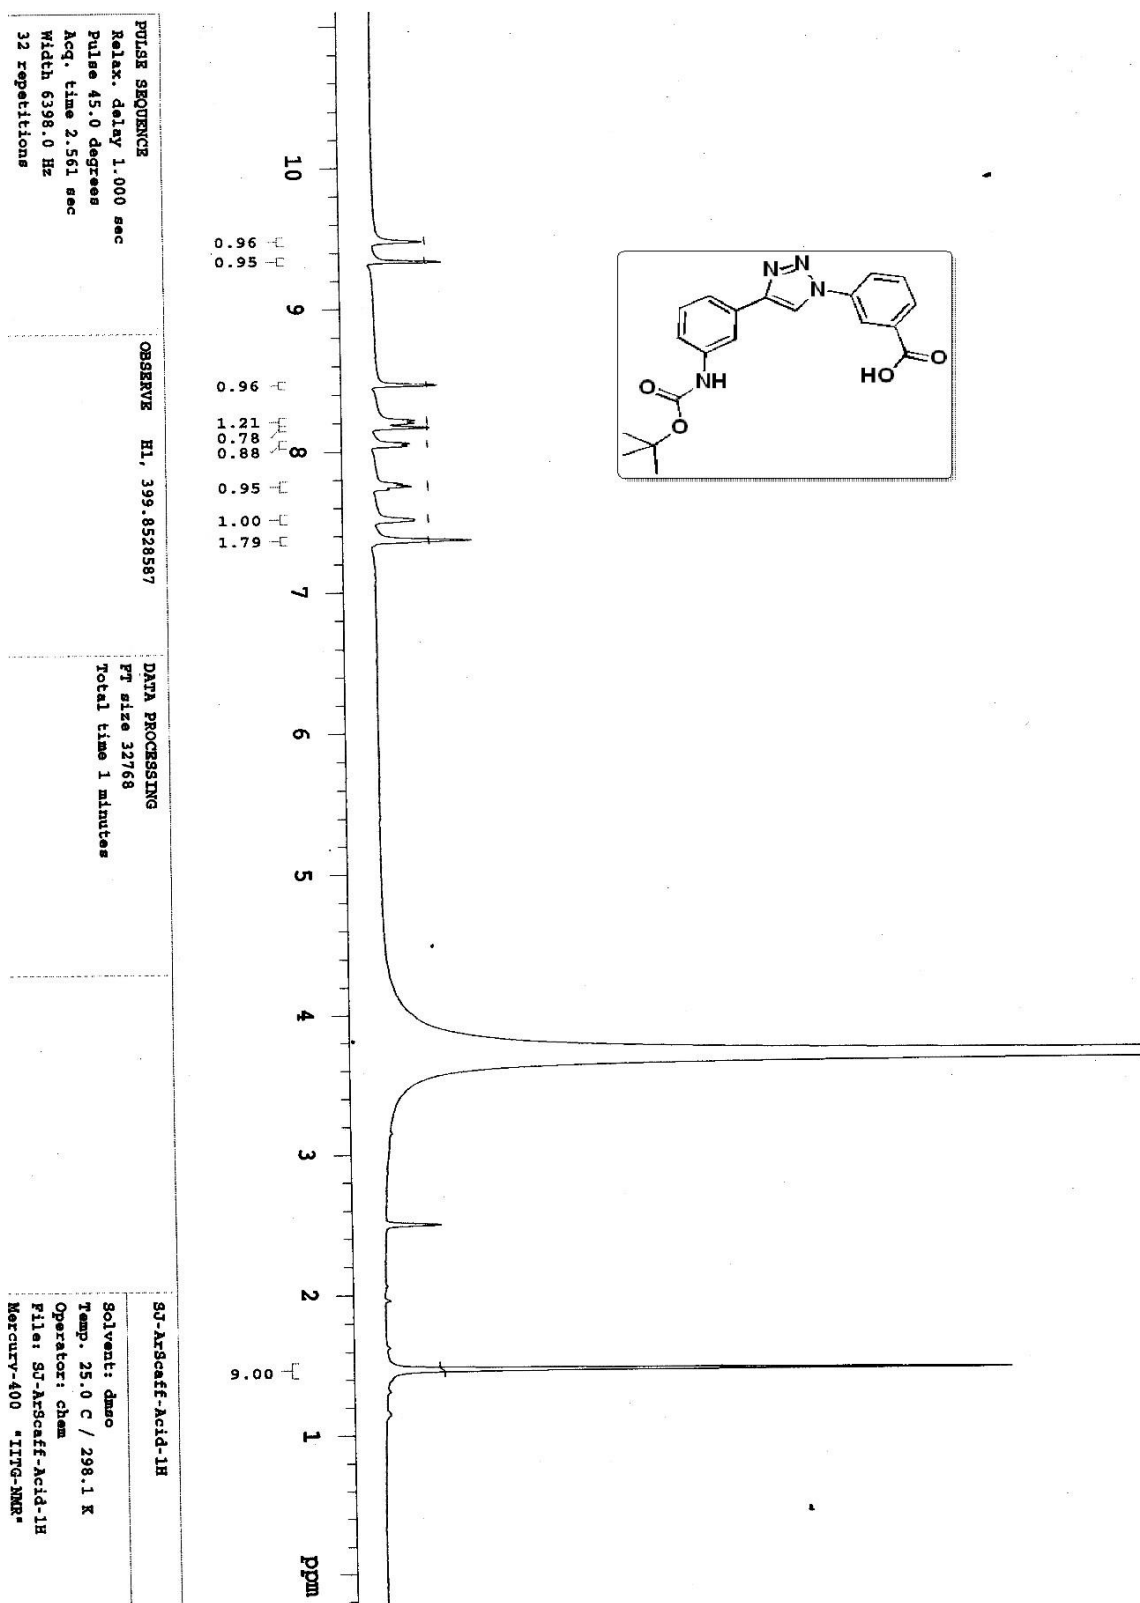 SJ-ArScaff-Acid-1H
Solvent: dmso
Temp. 25.0 C / 298.1 K
Operator: chem
File: SJ-ArScaff-Acid-1H
Mercury-400 "IITG-NMR"
PULSE SEQUENCE
Relax. delay 1.000 sec
Pulse 45.0 degrees
Acq. time 2.561 sec
Width 6398.0 Hz
32 repetitions
OBSERVE H1, 399.8528587
DATA PROCESSING
FT size 32768
Total time 1 minutes
10
9
8
7
6
5
4
3
2
1
ppm
0.96
0.95
0.96
1.21
0.78
0.88
0.95
1.00
1.79
9.00
N
N
N
O
HO
NH
O
O